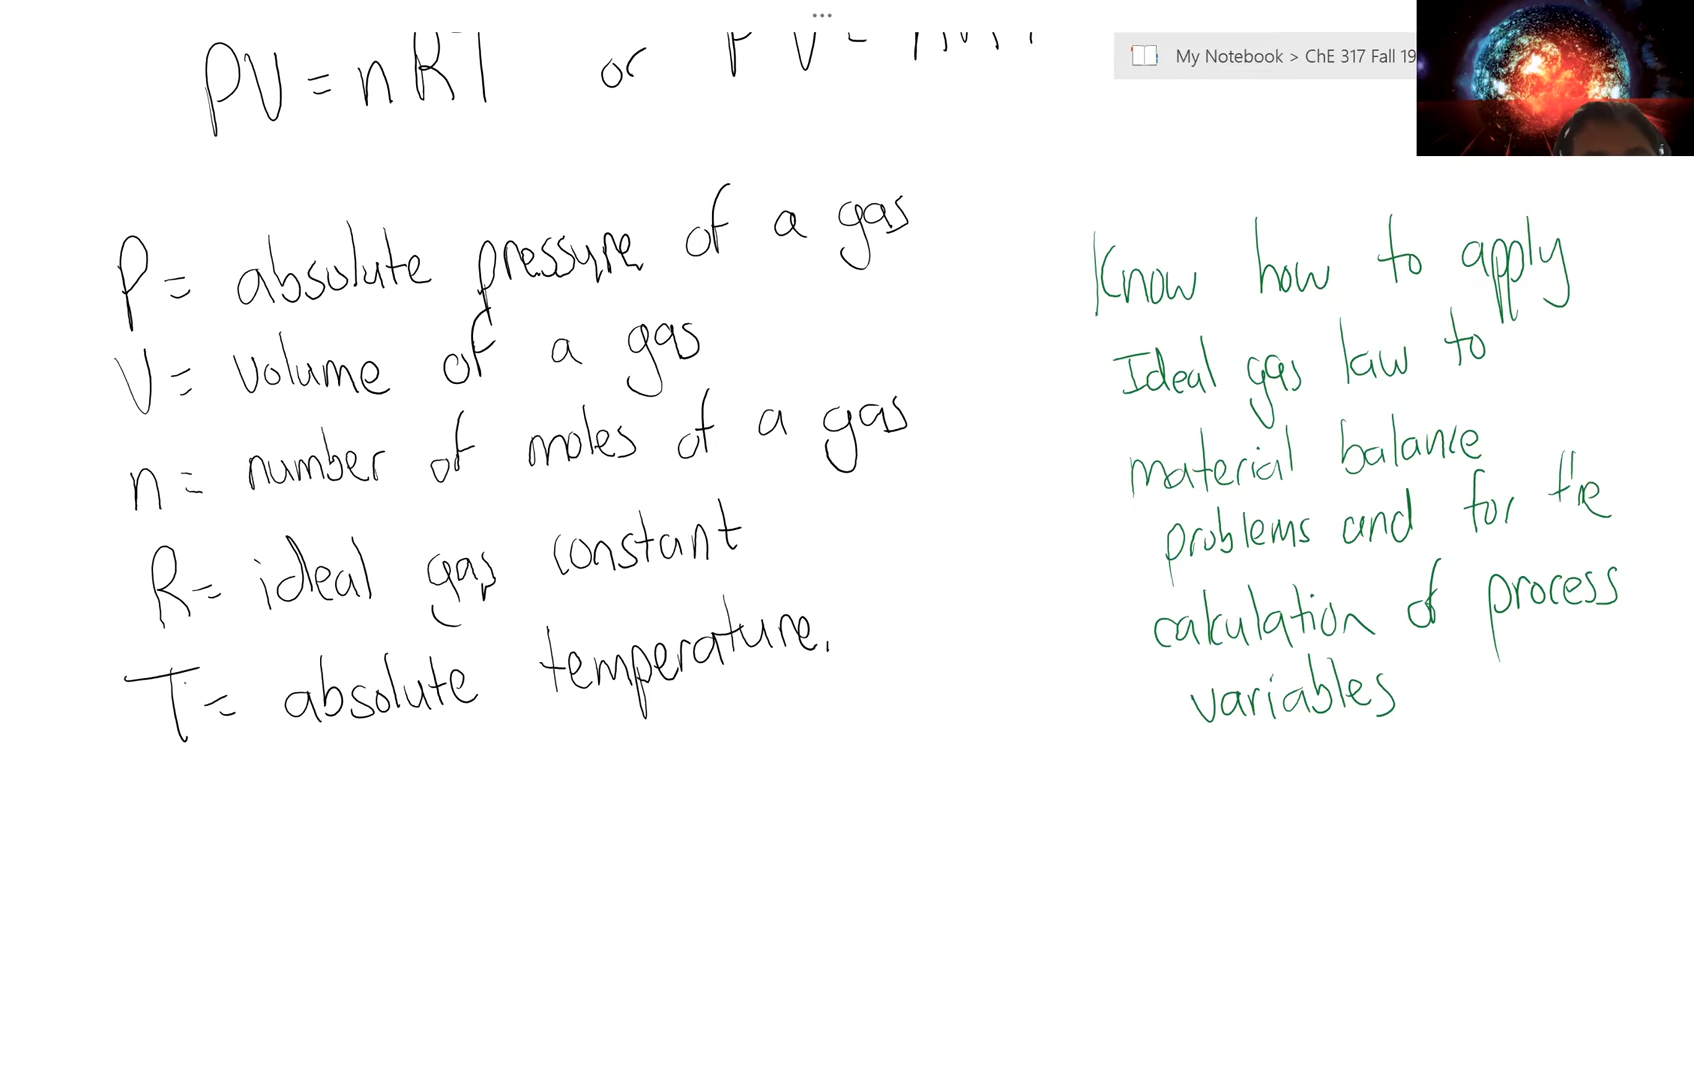 PV = nRT or
My Notebook > ChE 317 Fall 19
P = absolute pressure of a gas
V = volume of a gas
n = number of moles of a gas
R = ideal gas constant
T = absolute temperature.
Know how to apply
Ideal gas law to
material balance
problems and for the
calculation of process
variables